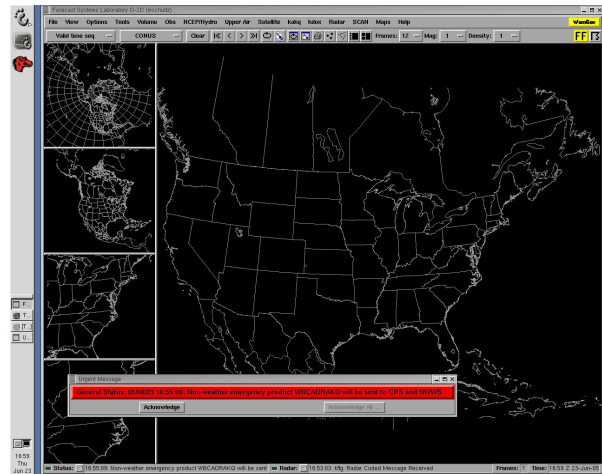 Forecast Systems Laboratory D-2D
File View Options Tools Volume Obs NCEP/Hydro Upper Air Satellite kakq kdox Radar SCAN Maps Help
WarnGen
Valid time seq CONUS Clear Frames: 12 Mag: 1 Density: 1 FF
Urgent Message
General Status: 05/06/23 16:55:09: Non-weather emergency product WBCADRAKQ will be sent to CRS and NWWS
Acknowledge Acknowledge All ...
F...
T...
[T...]
U...
16:59
Thu
Jun 23
Status: 16:55:09: Non-weather emergency product WBCADRAKQ will be sent Radar: 16:53:03: Radar Coded Message Received Frames: 1 Time: 16:59 Z 23-Jun-05